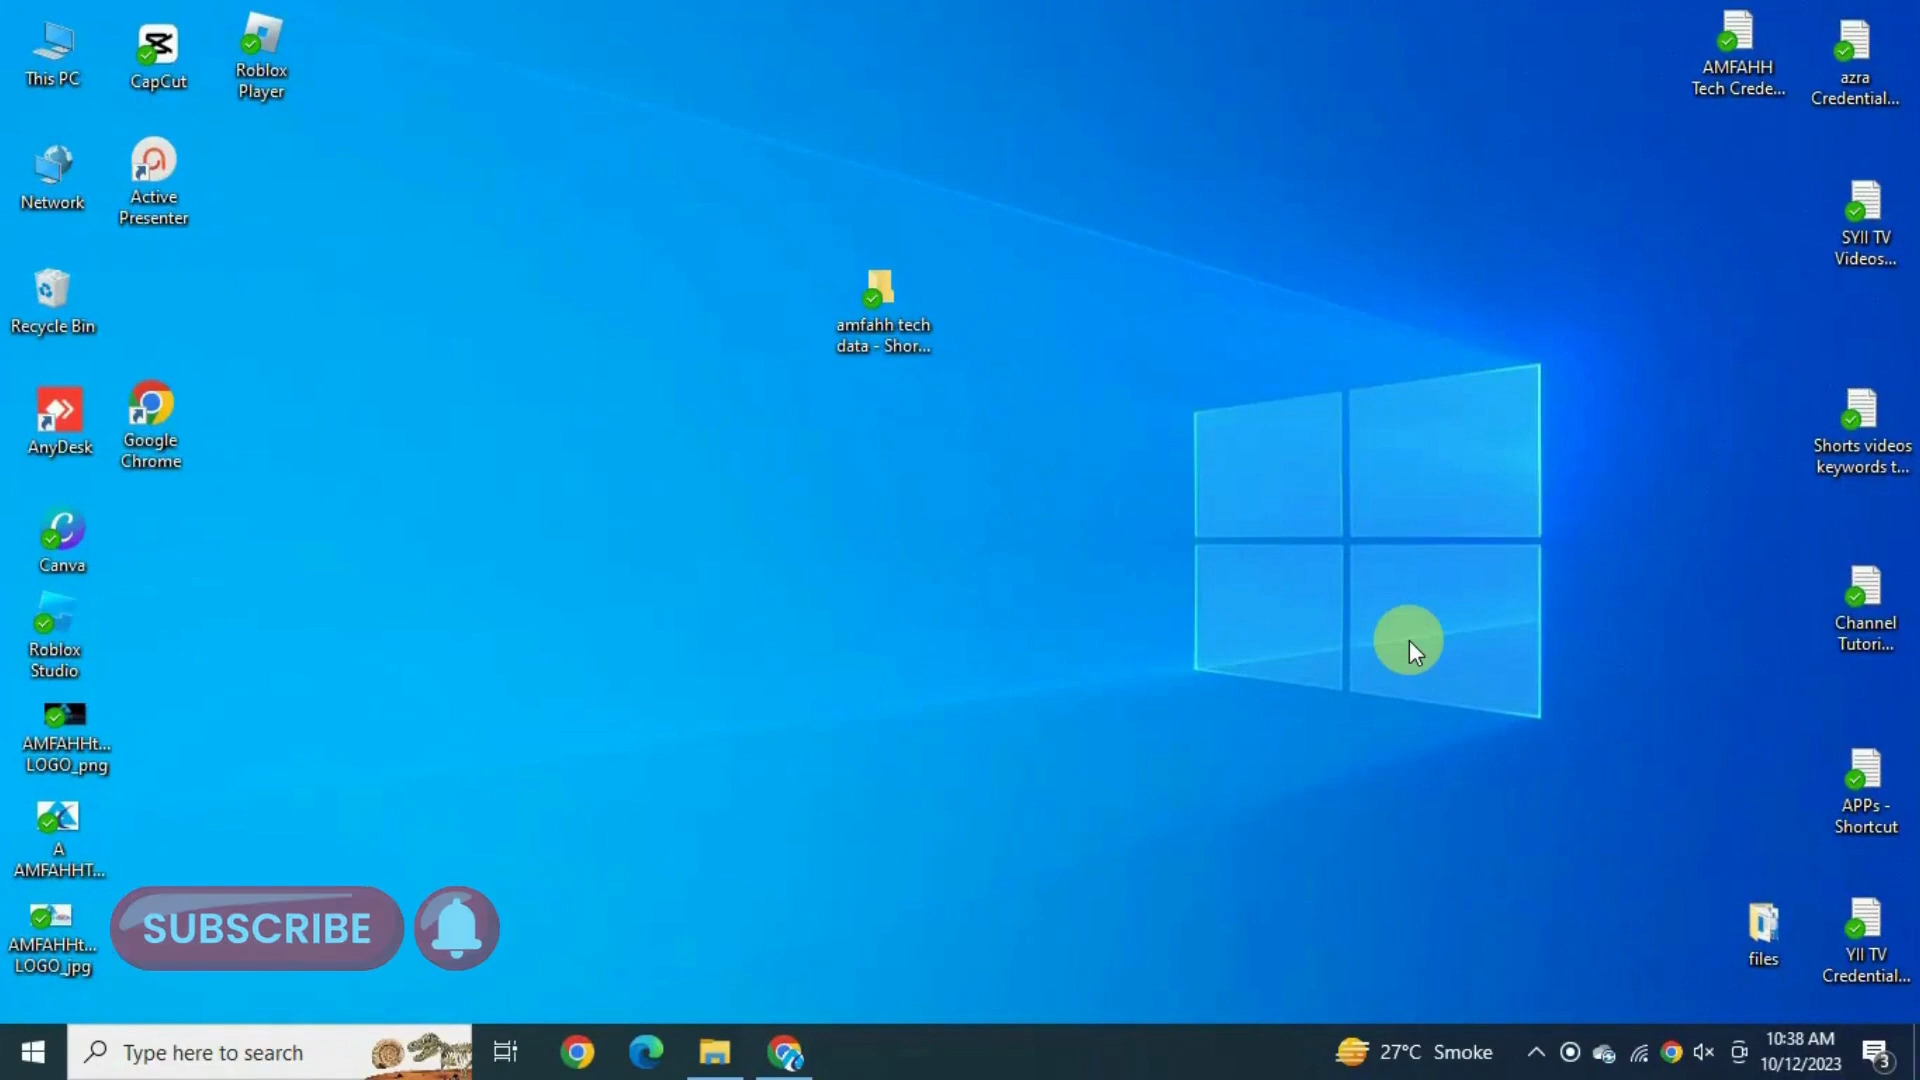 This PC
CapCut
Roblox
Player
Network
Active
Presenter
Recycle Bin
AnyDesk
Google
Chrome
Canva
Roblox
Studio
AMFAHHt...
LOGO_png
A
AMFAHHT...
AMFAHHt...
LOGO_jpg
amfahh tech
data - Shor...
AMFAHH
Tech Crede...
azra
Credential...
SYII TV
Videos...
Shorts videos
keywords t...
Channel
Tutori...
APPs -
Shortcut
files
YII TV
Credential...
SUBSCRIBE
Type here to search
27°C Smoke
10:38 AM
10/12/2023
3